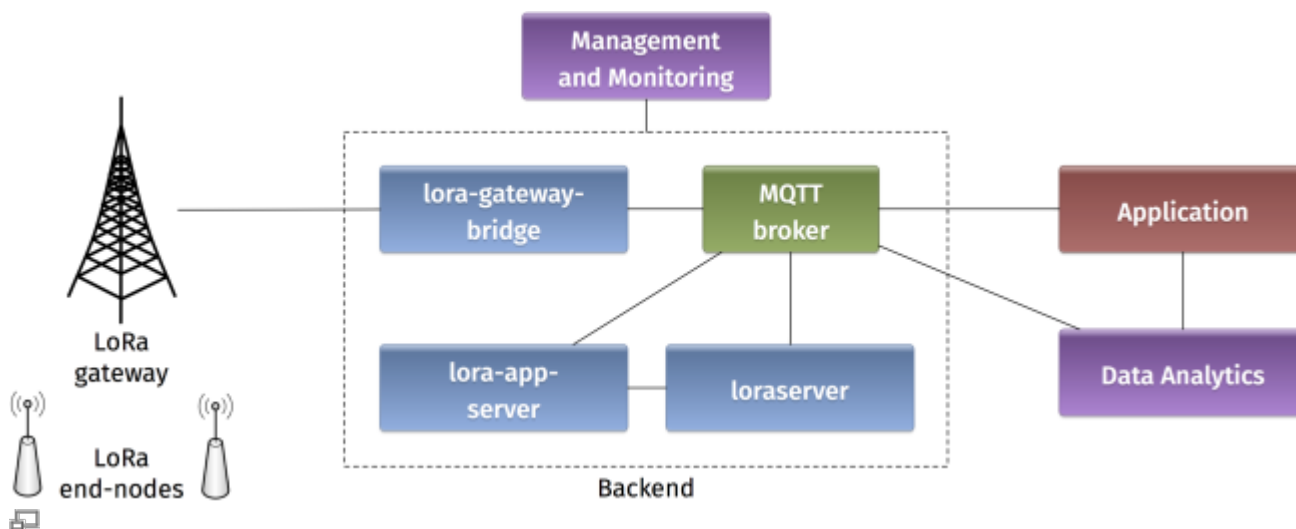 Management
and Monitoring
lora-gateway-
bridge
MQTT
broker
Application
LoRa
gateway
lora-app-
server
loraserver
Data Analytics
LoRa
end-nodes
Backend